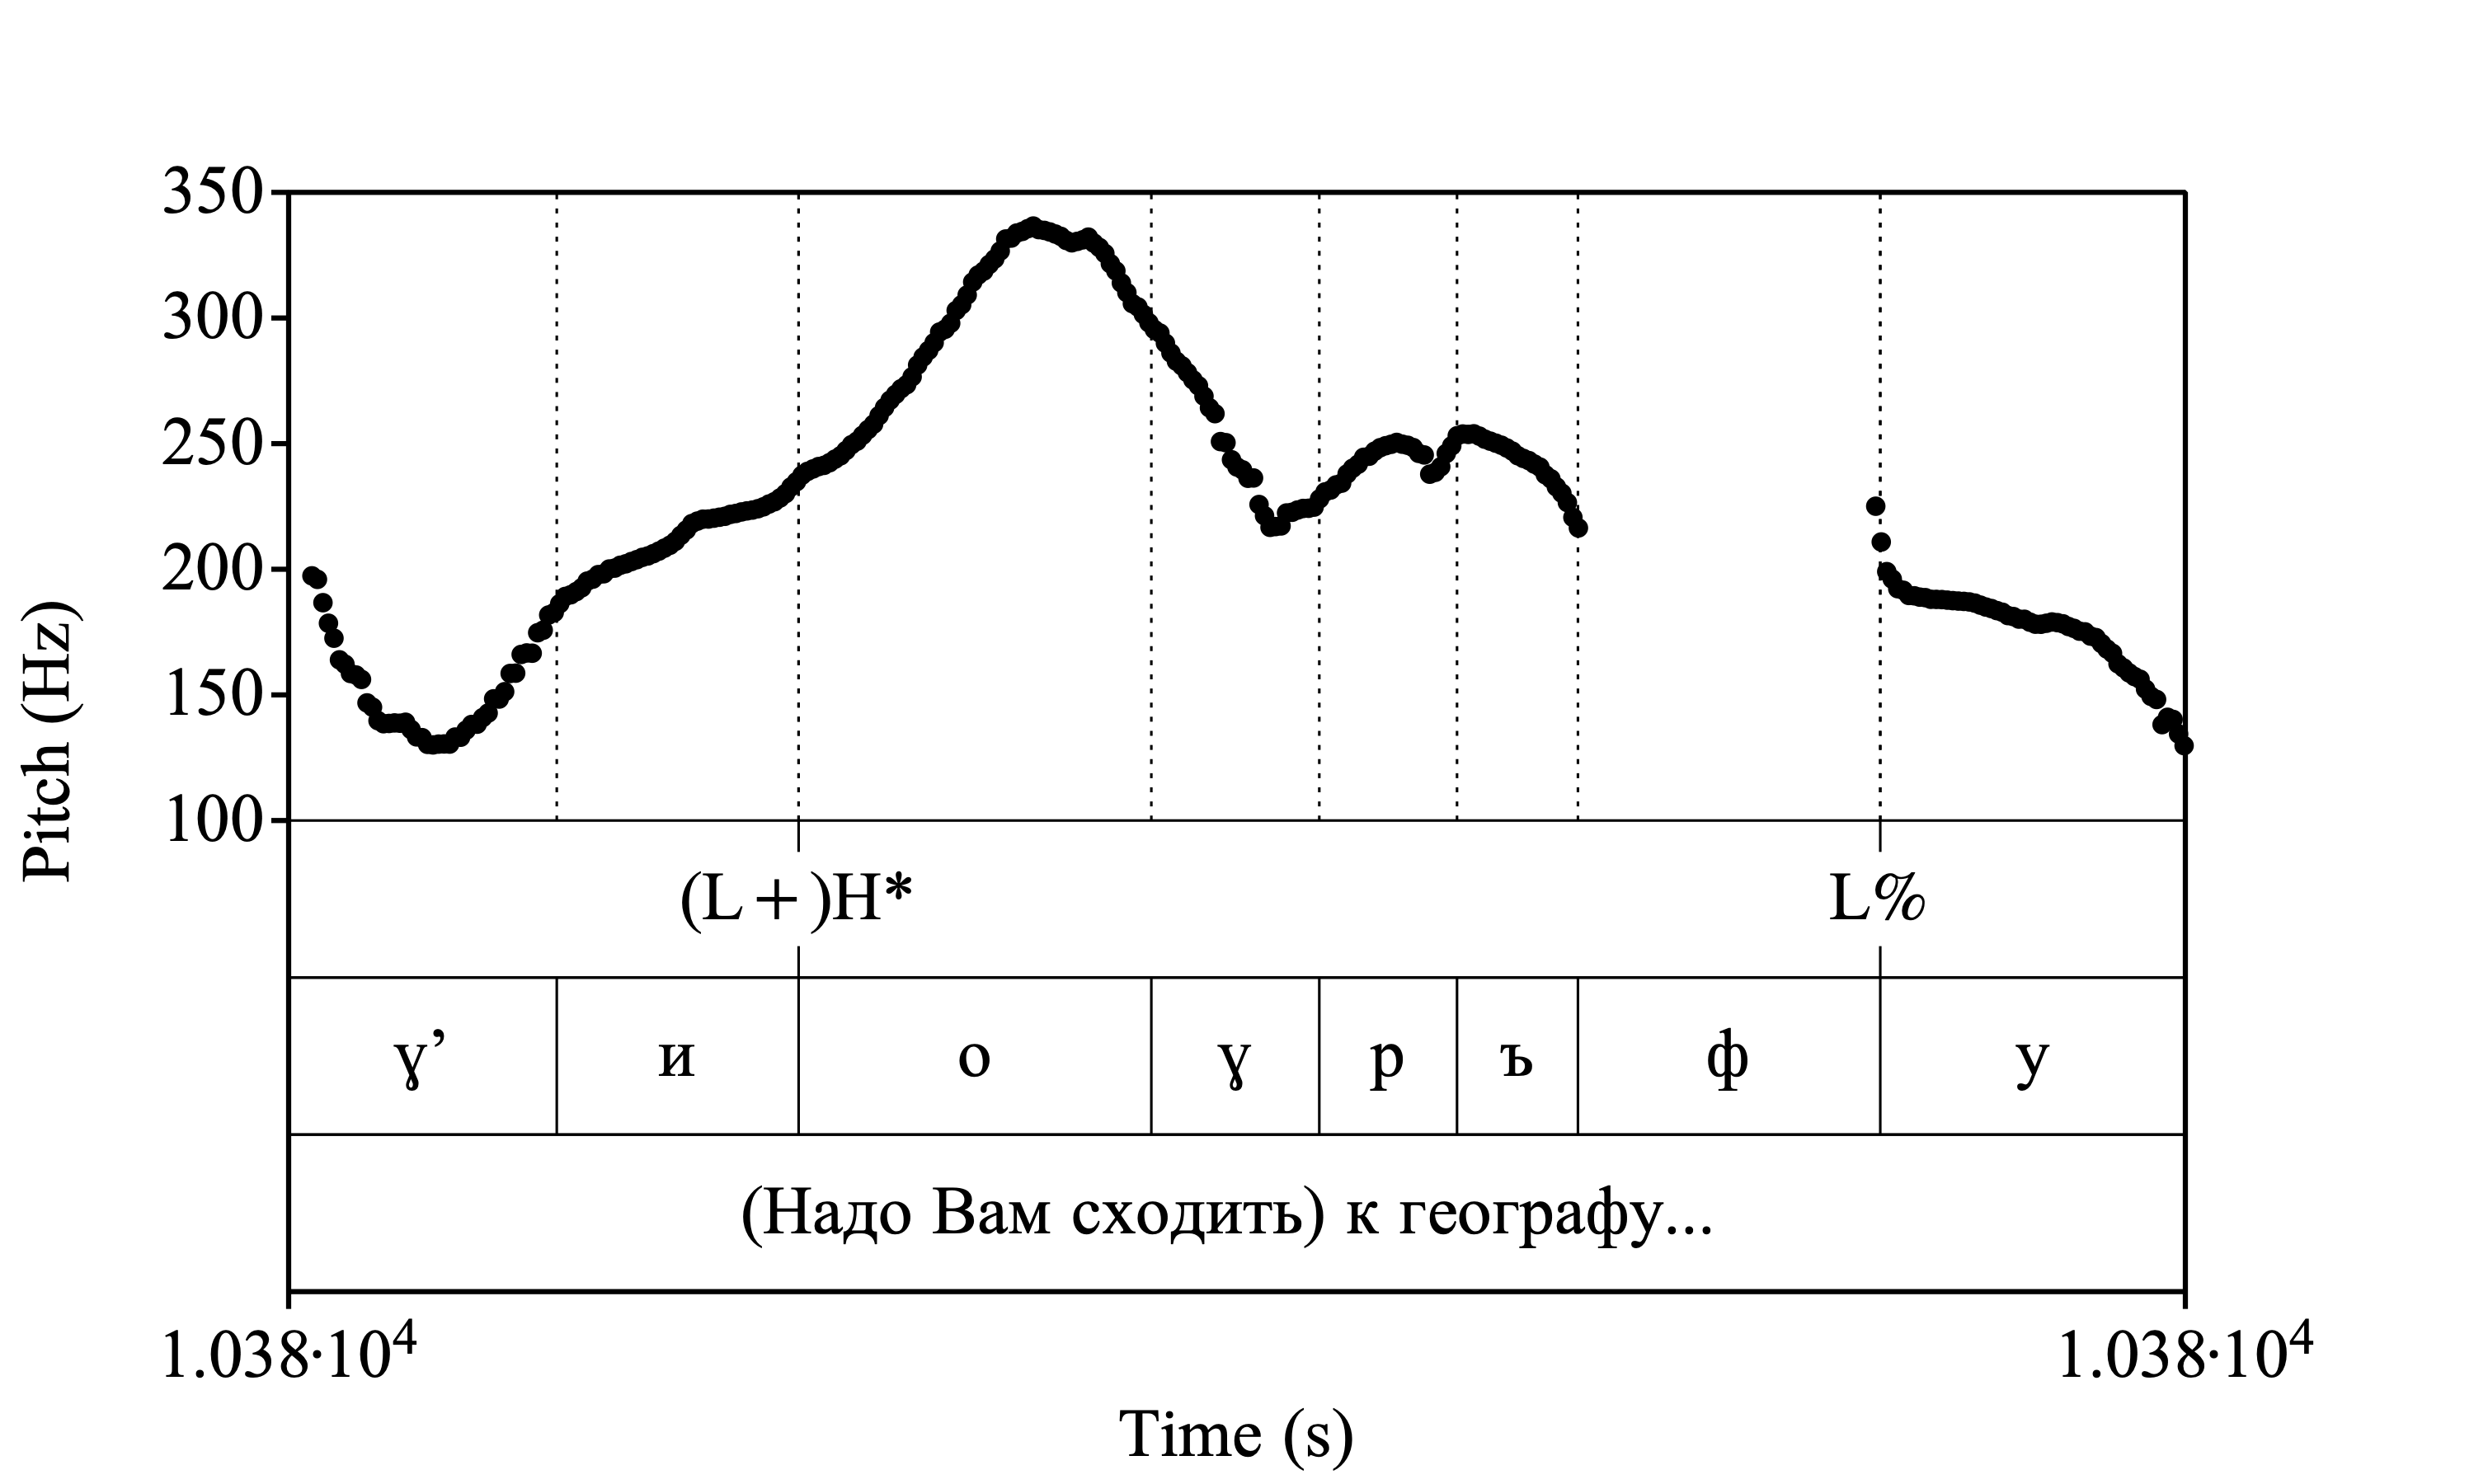 350
300
250
200
150
100
Pitch (Hz)
(L+)H* L%
ɣ’ и о ɣ р ъ ф у
(Надо Вам сходить) к географу...
1.038·10⁴ 1.038·10⁴
Time (s)